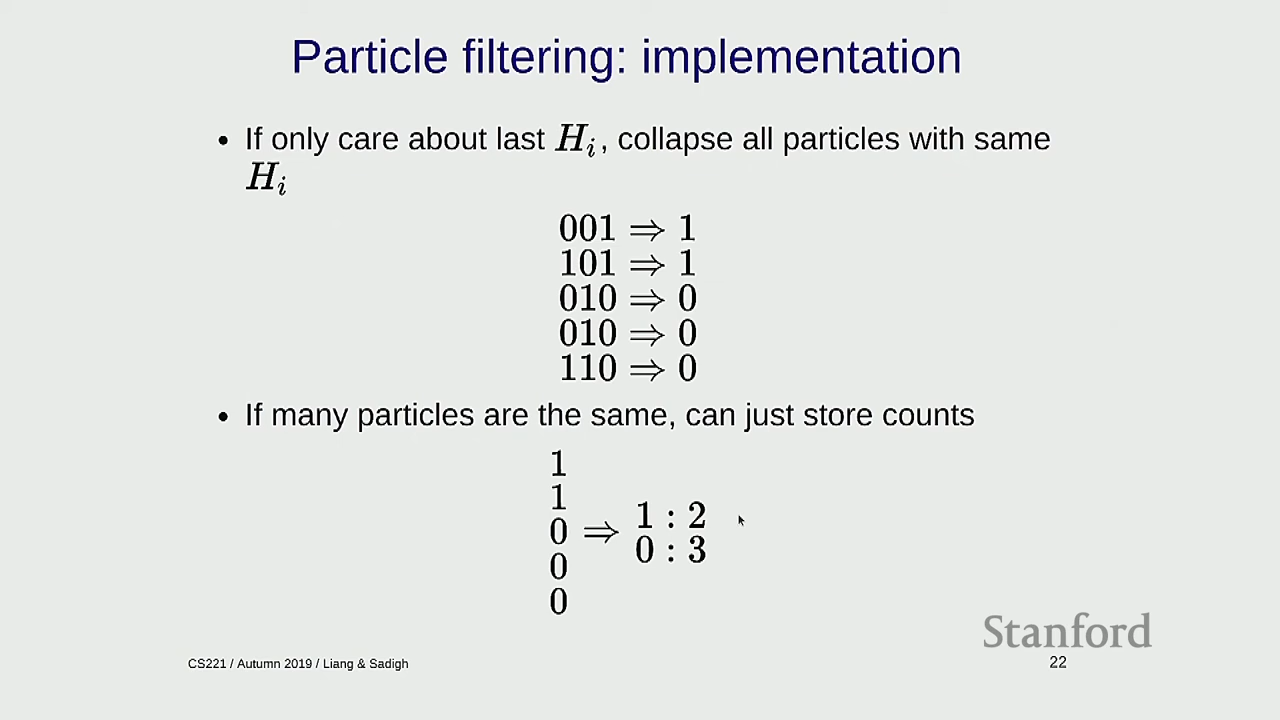 Particle filtering: implementation
• If only care about last Hᵢ, collapse all particles with same
Hᵢ
001 ⇒ 1
101 ⇒ 1
010 ⇒ 0
010 ⇒ 0
110 ⇒ 0
• If many particles are the same, can just store counts
1
1
0
0
0
⇒
1 : 2
0 : 3
Stanford
CS221 / Autumn 2019 / Liang & Sadigh
22